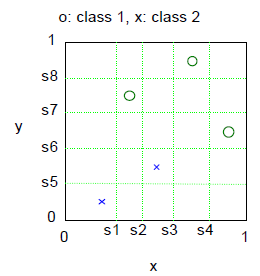 o: class 1, x: class 2
1
s8
s7
y
s6
s5
0
s1 s2 s3 s4
0 1
x